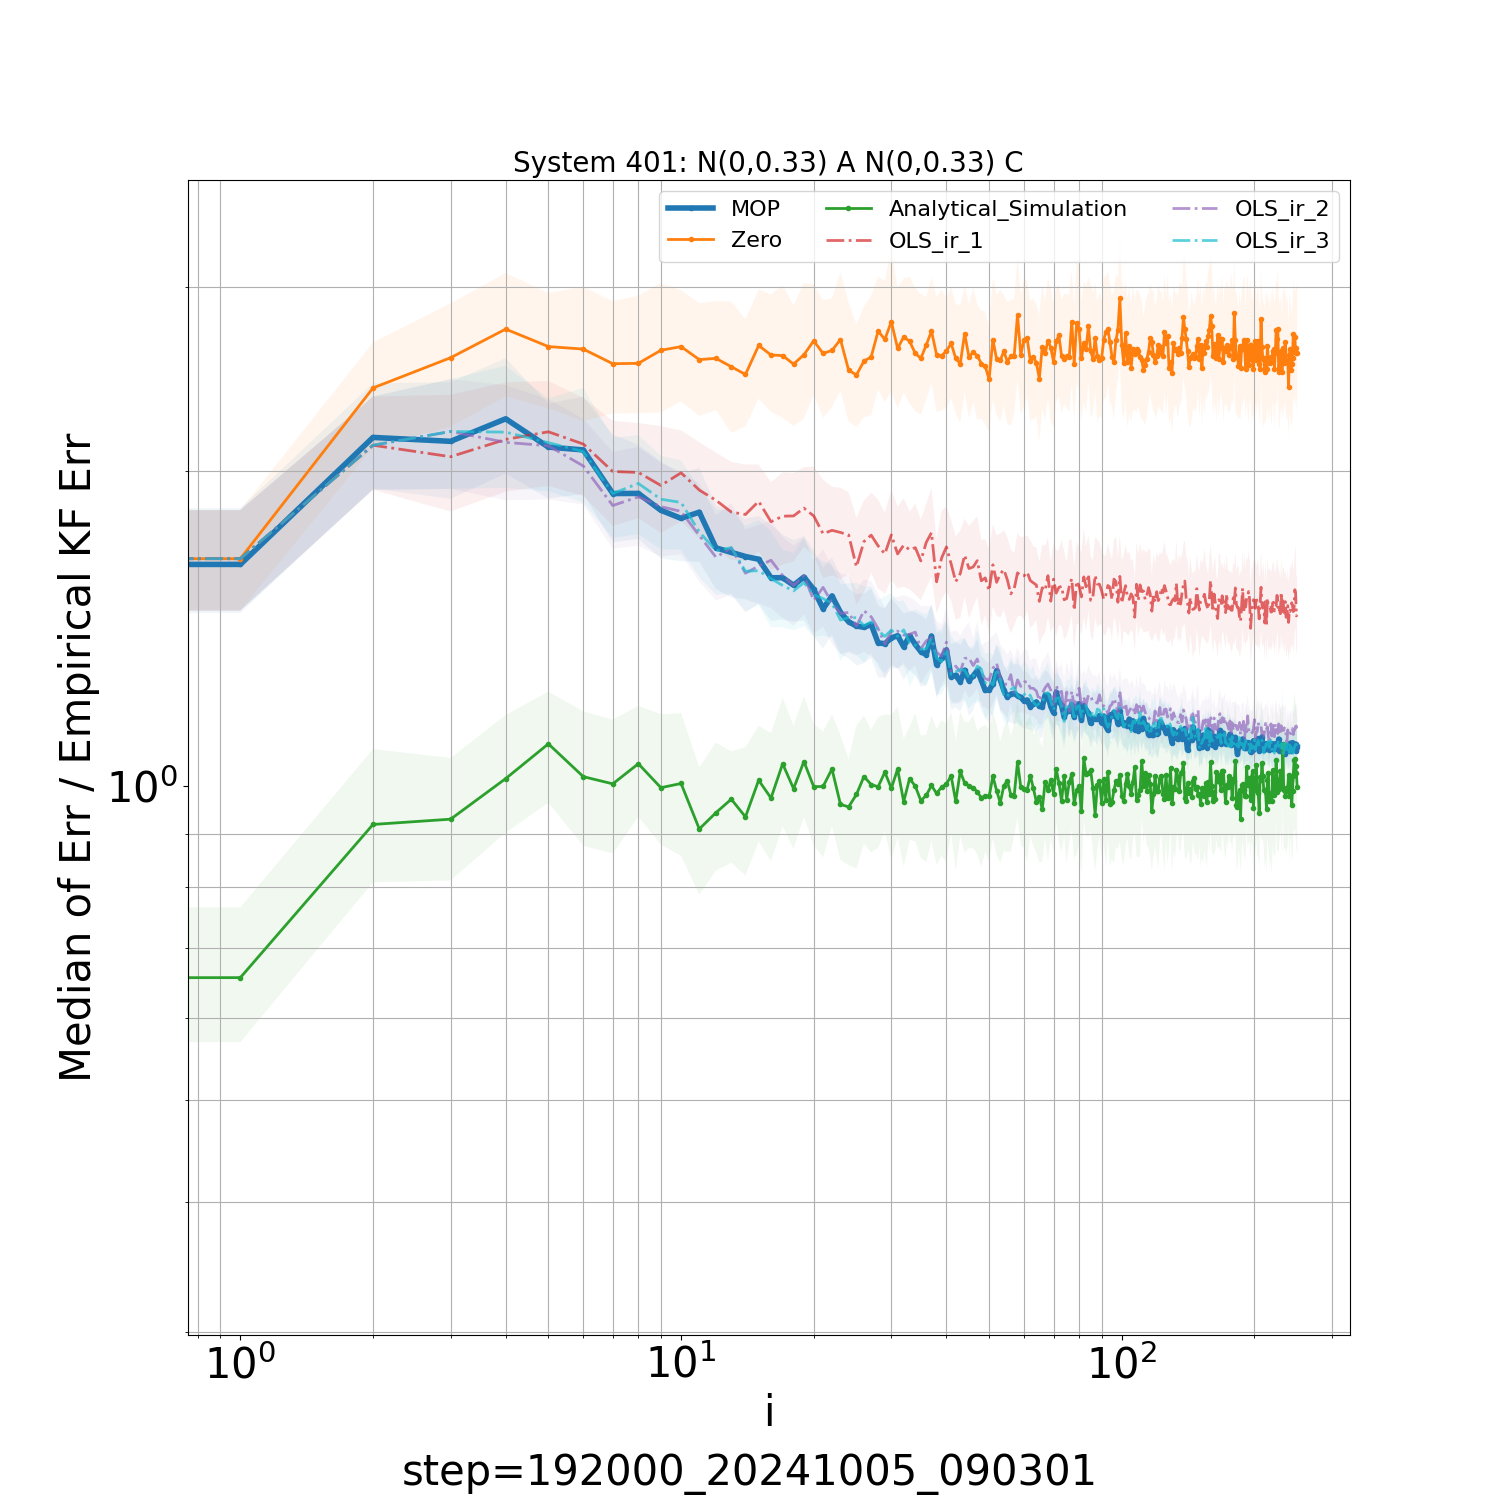 System 401: N(0,0.33) A N(0,0.33) C
MOP
Zero
Analytical_Simulation
OLS_ir_1
OLS_ir_2
OLS_ir_3
Median of Err / Empirical KF Err
10⁰
10⁰
10¹
10²
i
step=192000_20241005_090301